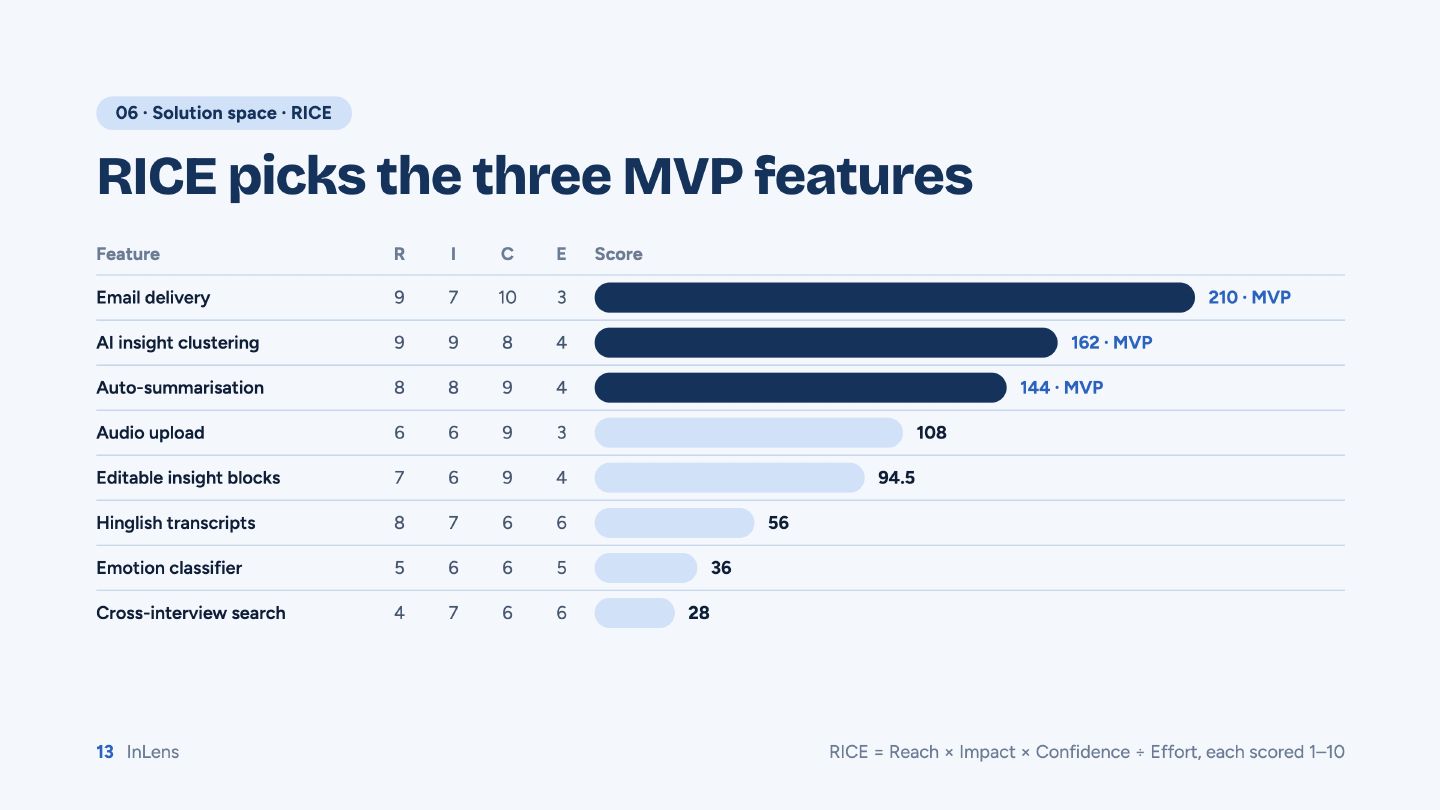 06 · Solution space · RICE
RICE picks the three MVP features
Feature R I C E Score
Email delivery 9 7 10 3 210 · MVP
AI insight clustering 9 9 8 4 162 · MVP
Auto-summarisation 8 8 9 4 144 · MVP
Audio upload 6 6 9 3 108
Editable insight blocks 7 6 9 4 94.5
Hinglish transcripts 8 7 6 6 56
Emotion classifier 5 6 6 5 36
Cross-interview search 4 7 6 6 28
13 InLens RICE = Reach × Impact × Confidence ÷ Effort, each scored 1–10